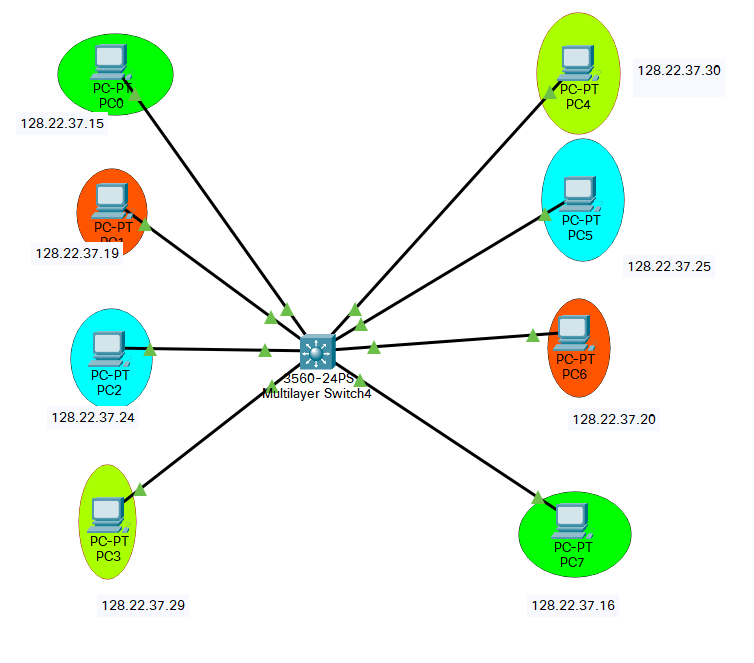 PC-PT
PC0
128.22.37.15
PC-PT
PC1
128.22.37.19
PC-PT
PC2
128.22.37.24
PC-PT
PC3
128.22.37.29
3560-24PS
Multilayer Switch4
PC-PT
PC4
128.22.37.30
PC-PT
PC5
128.22.37.25
PC-PT
PC6
128.22.37.20
PC-PT
PC7
128.22.37.16